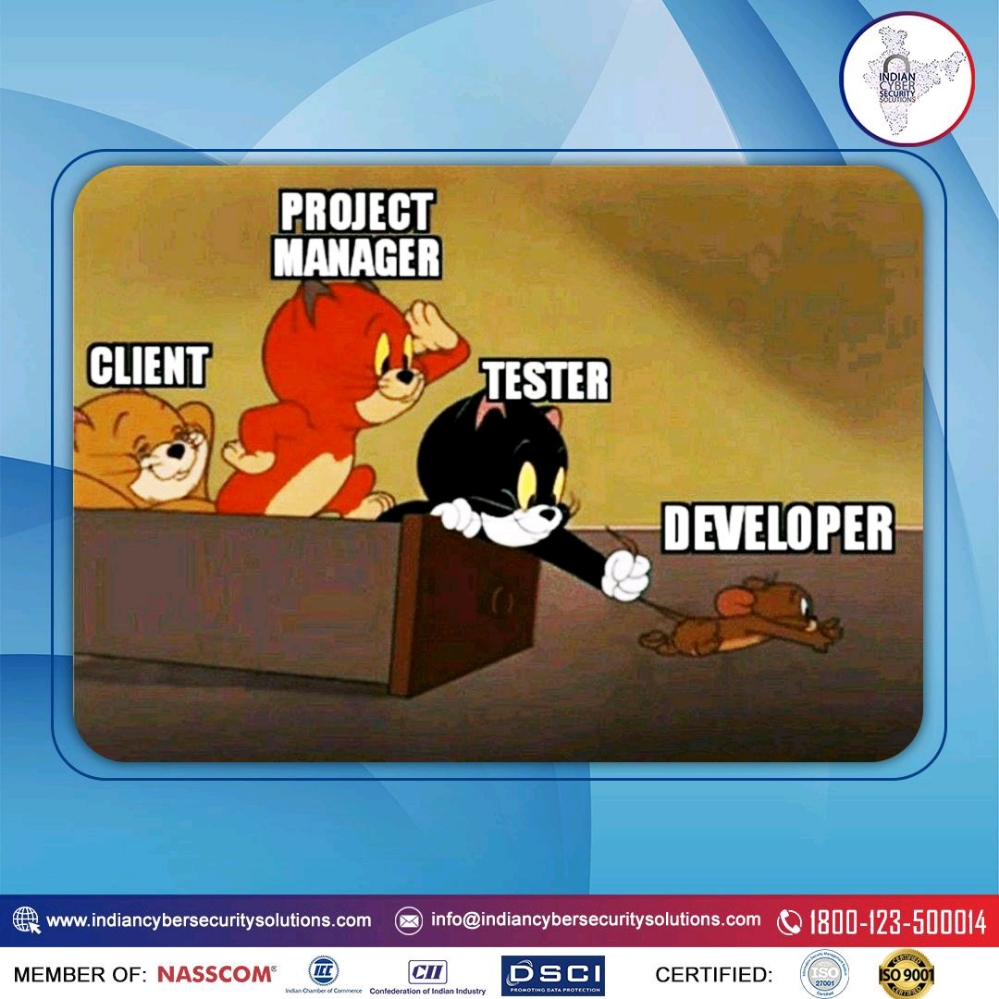 INDIAN
CYBER
SECURITY
SOLUTIONS
PROJECT
MANAGER
CLIENT
TESTER
DEVELOPER
www.indiancybersecuritysolutions.com info@indiancybersecuritysolutions.com 1800-123-500014
MEMBER OF: NASSCOM® ICC CII DSCI CERTIFIED: ISO ISO 9001
Indian Chamber of Commerce Confederation of Indian Industry PROMOTING DATA PROTECTION 27001 CERTIFIED